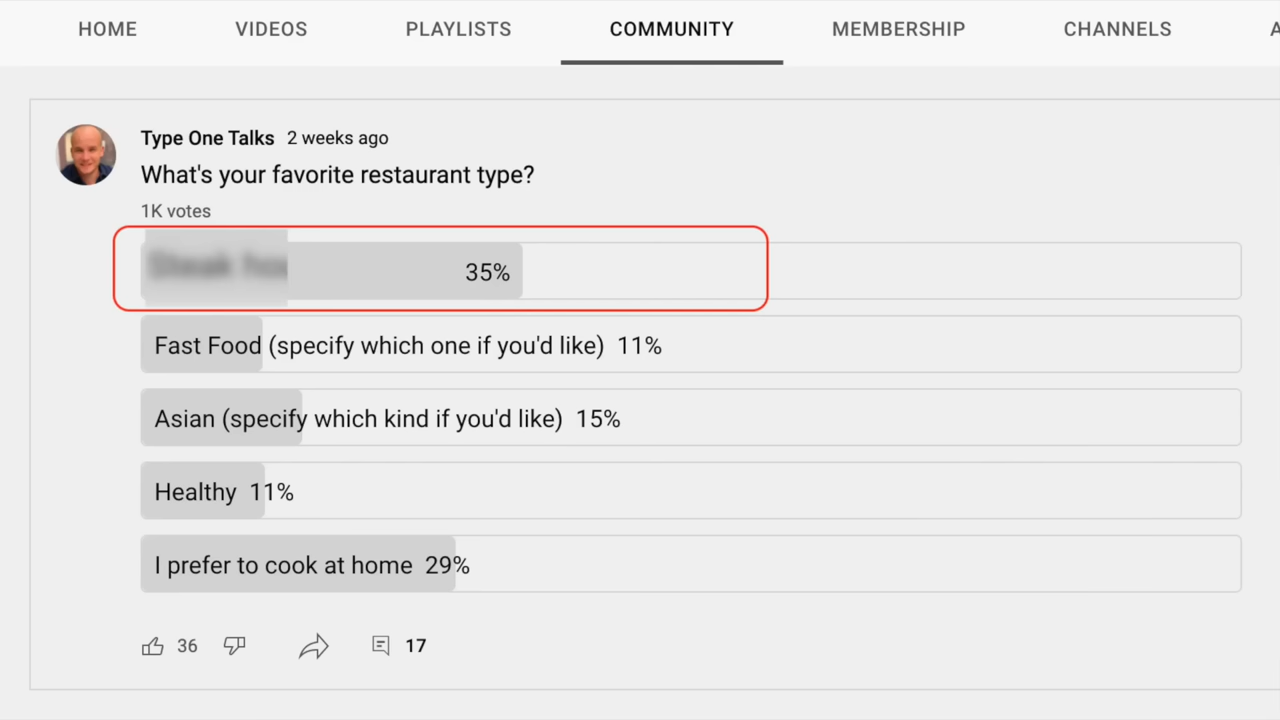 HOME VIDEOS PLAYLISTS COMMUNITY MEMBERSHIP CHANNELS A
Type One Talks 2 weeks ago
What's your favorite restaurant type?
1K votes
Steak 35%
Fast Food (specify which one if you'd like) 11%
Asian (specify which kind if you'd like) 15%
Healthy 11%
I prefer to cook at home 29%
36 17